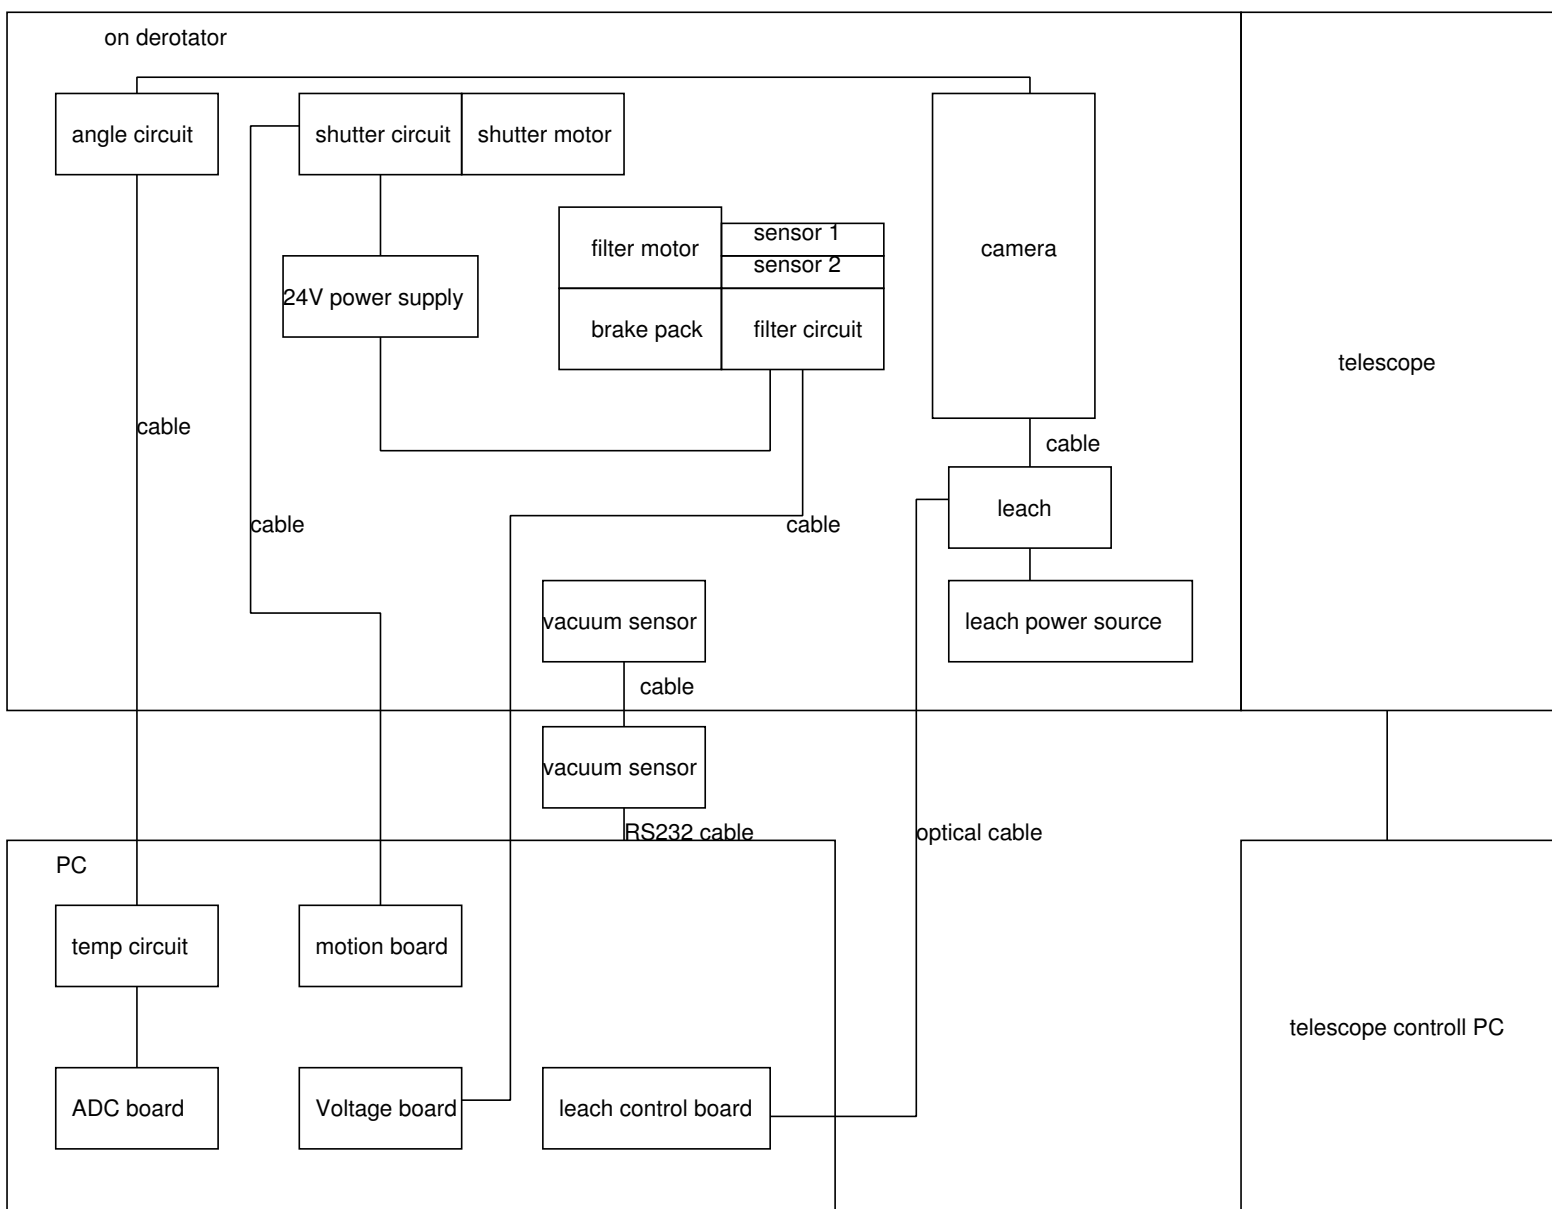 on derotator
angle circuit
shutter circuit
shutter motor
sensor 1
filter motor
camera
sensor 2
24V power supply
brake pack
filter circuit
telescope
cable
cable
leach
cable
cable
vacuum sensor
leach power source
cable
vacuum sensor
RS232 cable
optical cable
PC
temp circuit
motion board
telescope controll PC
ADC board
Voltage board
leach control board